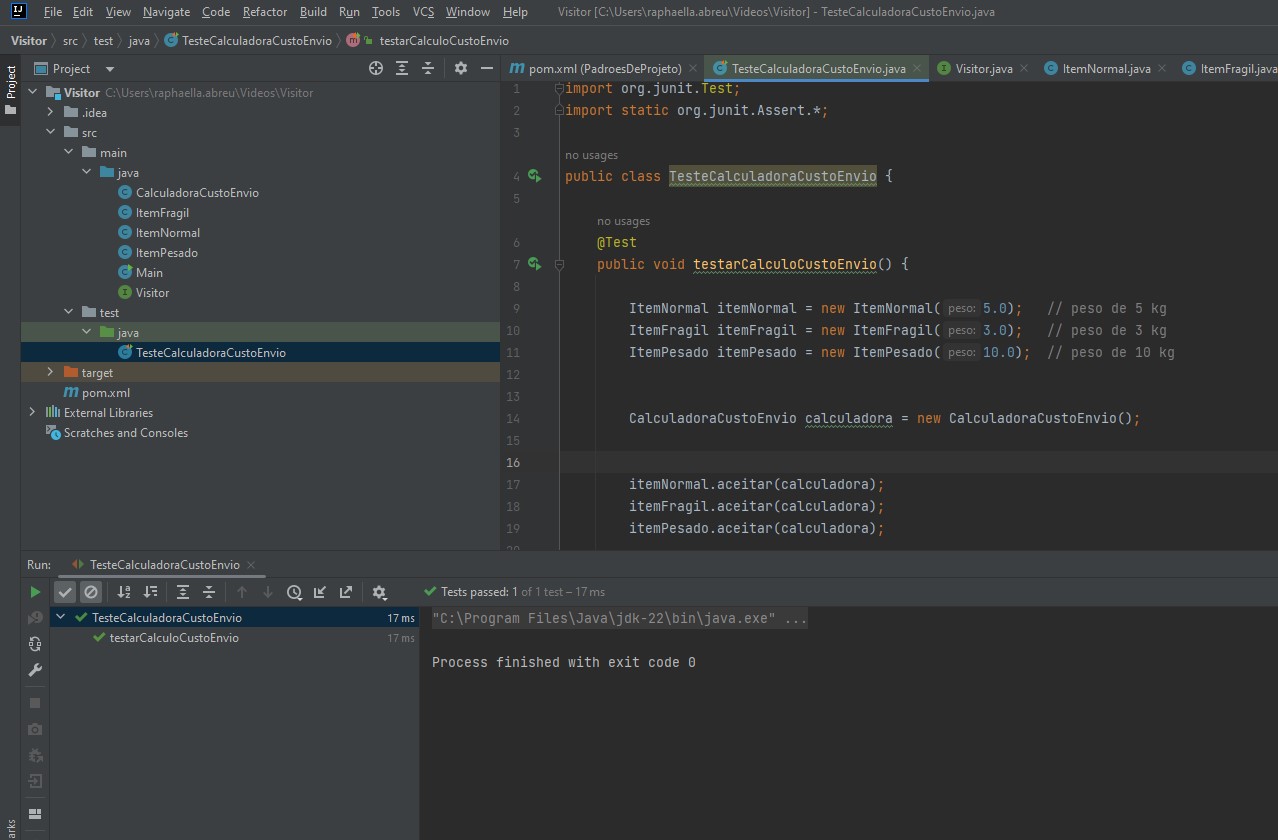 File Edit View Navigate Code Refactor Build Run Tools VCS Window Help Visitor [C:\Users\raphaella.abreu\Videos\Visitor] - TesteCalculadoraCustoEnvio.java
Visitor src test java TesteCalculadoraCustoEnvio testarCalculoCustoEnvio
Project
Project
pom.xml (PadroesDeProjeto) TesteCalculadoraCustoEnvio.java Visitor.java ItemNormal.java ItemFragil.java
Visitor C:\Users\raphaella.abreu\Videos\Visitor
.idea
src
main
java
CalculadoraCustoEnvio
ItemFragil
ItemNormal
ItemPesado
Main
Visitor
test
java
TesteCalculadoraCustoEnvio
target
pom.xml
External Libraries
Scratches and Consoles
1 import org.junit.Test;
2 import static org.junit.Assert.*;
3
no usages
4 public class TesteCalculadoraCustoEnvio {
5
no usages
6 @Test
7 public void testarCalculoCustoEnvio() {
8
9 ItemNormal itemNormal = new ItemNormal( peso: 5.0); // peso de 5 kg
10 ItemFragil itemFragil = new ItemFragil( peso: 3.0); // peso de 3 kg
11 ItemPesado itemPesado = new ItemPesado( peso: 10.0); // peso de 10 kg
12
13
14 CalculadoraCustoEnvio calculadora = new CalculadoraCustoEnvio();
15
16
17 itemNormal.aceitar(calculadora);
18 itemFragil.aceitar(calculadora);
19 itemPesado.aceitar(calculadora);
Run: TesteCalculadoraCustoEnvio
Tests passed: 1 of 1 test – 17 ms
TesteCalculadoraCustoEnvio 17 ms
testarCalculoCustoEnvio 17 ms
"C:\Program Files\Java\jdk-22\bin\java.exe" ...
Process finished with exit code 0